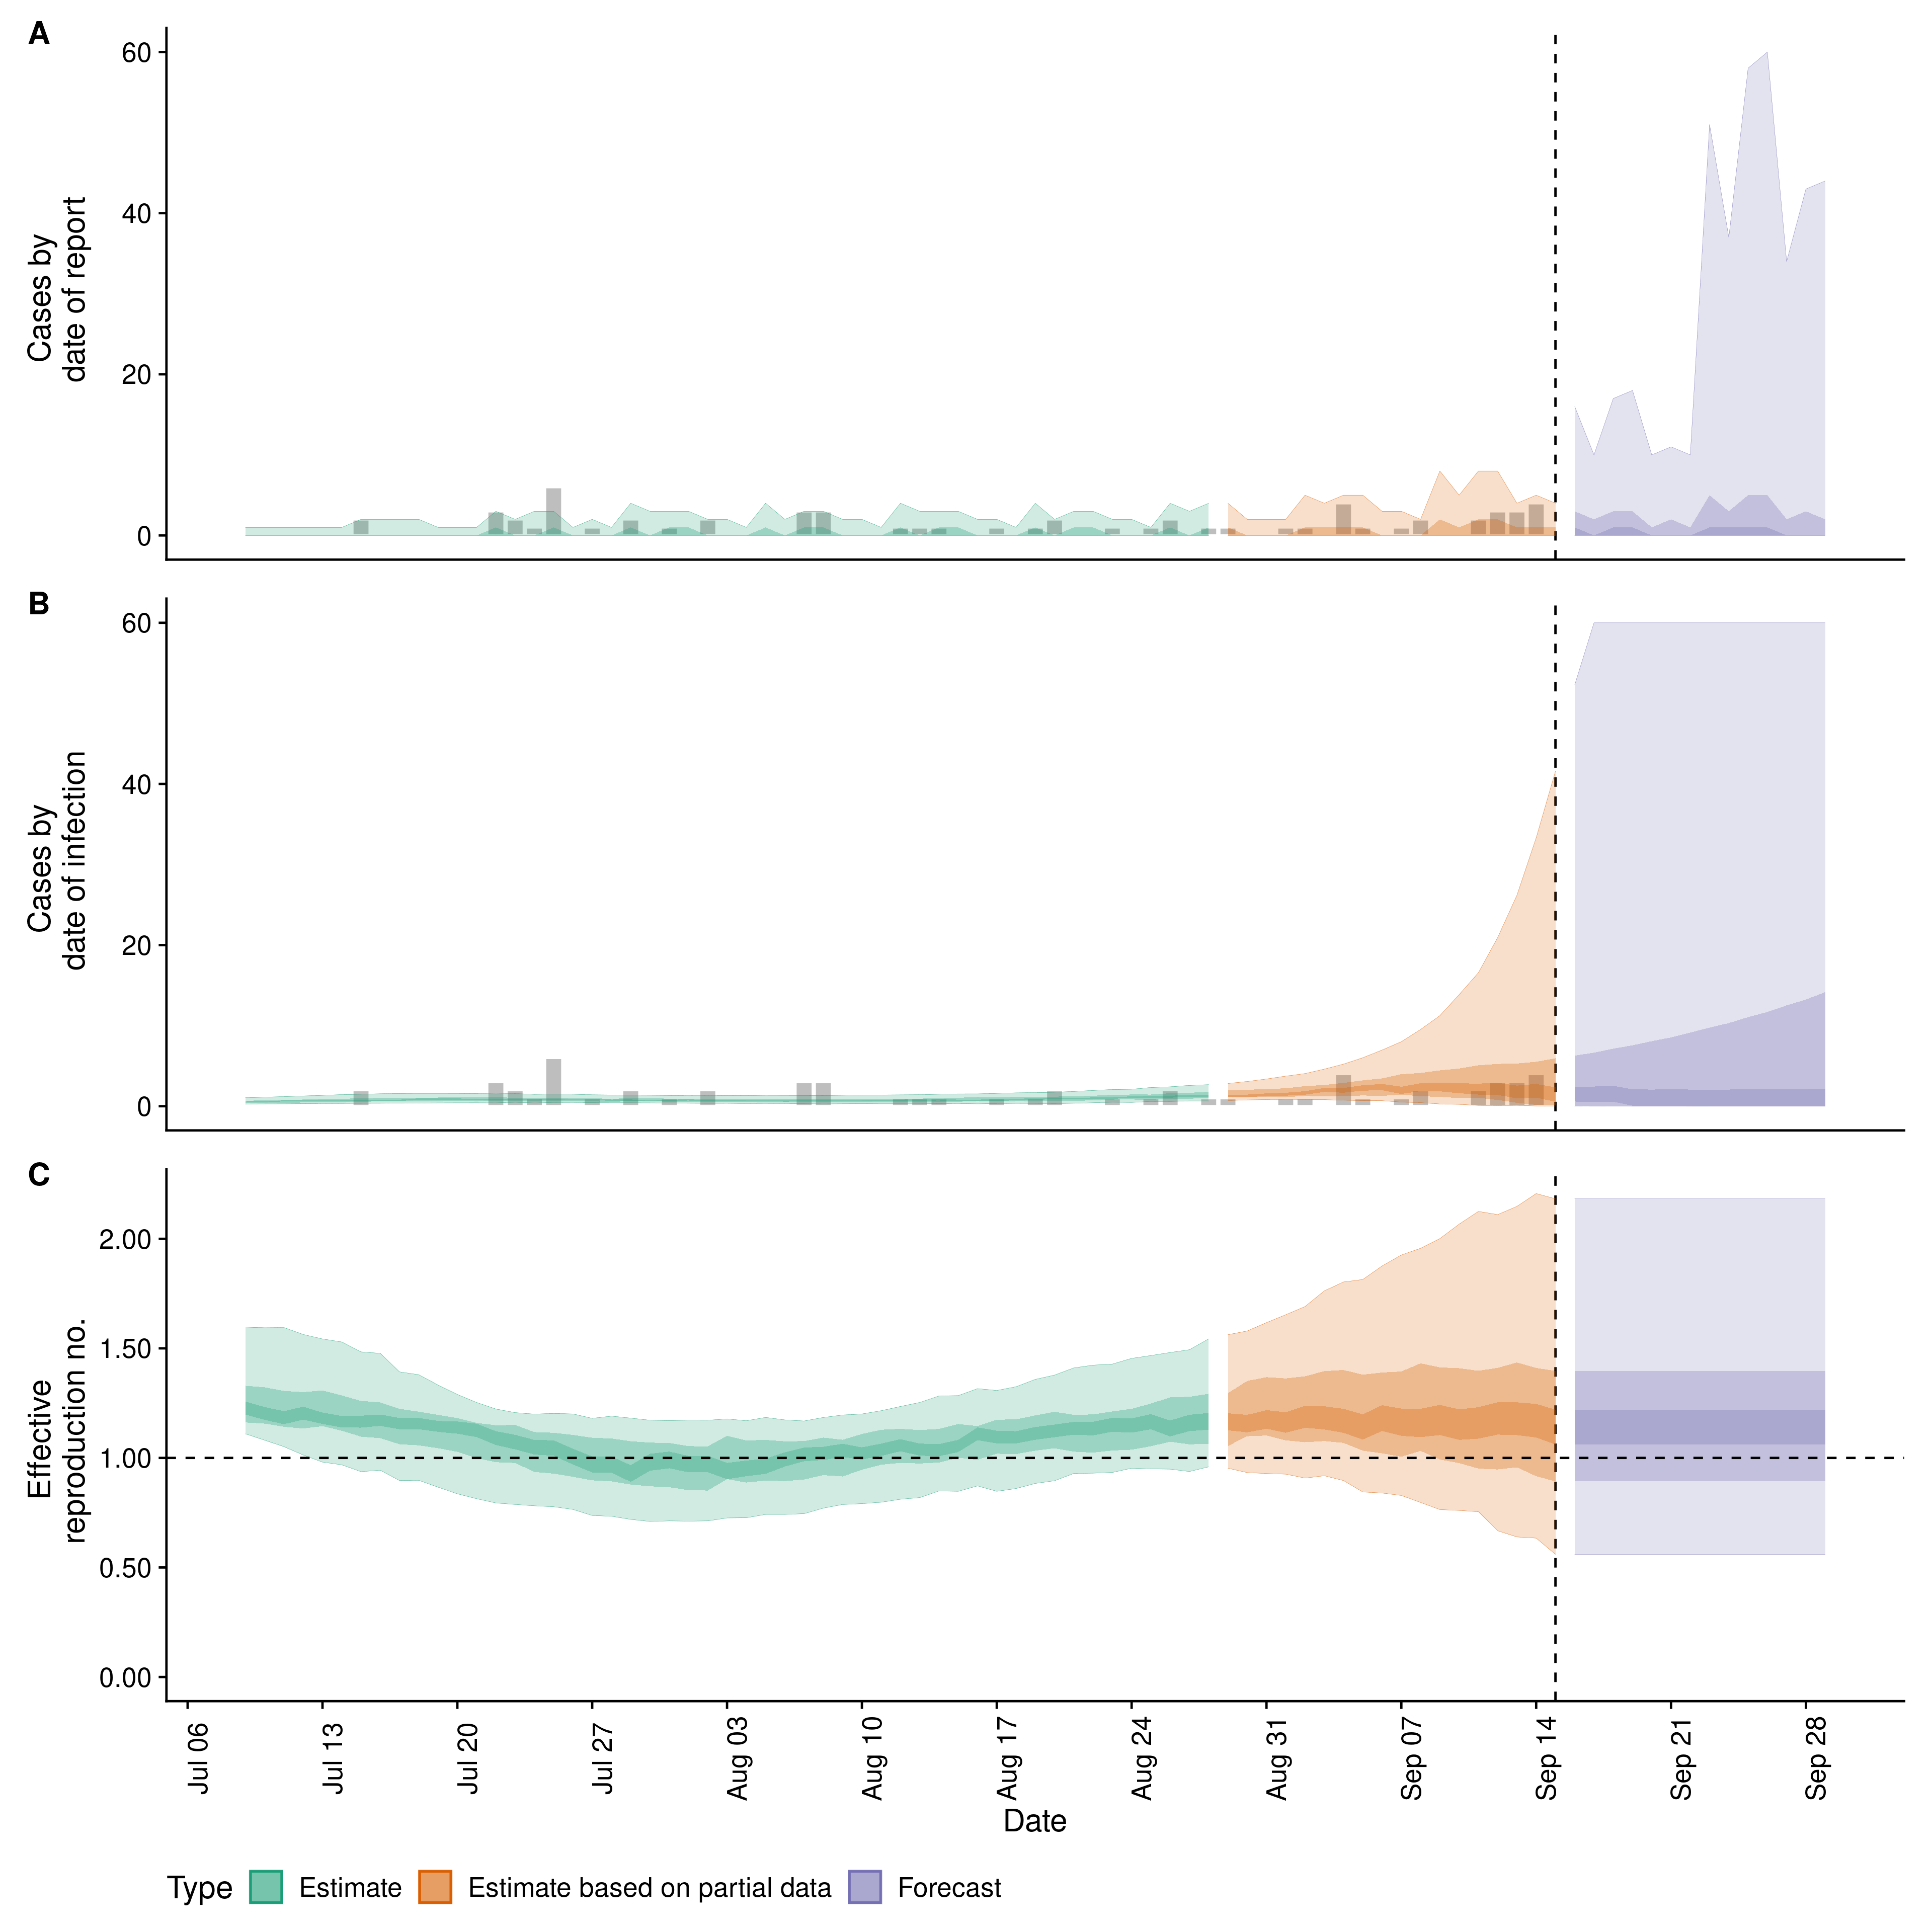 A
60
40
20
0
Cases by
date of report
B
60
40
20
0
Cases by
date of infection
C
2.00
1.50
1.00
0.50
0.00
Effective
reproduction no.
Jul 06
Jul 13
Jul 20
Jul 27
Aug 03
Aug 10
Aug 17
Aug 24
Aug 31
Sep 07
Sep 14
Sep 21
Sep 28
Date
Type Estimate Estimate based on partial data Forecast